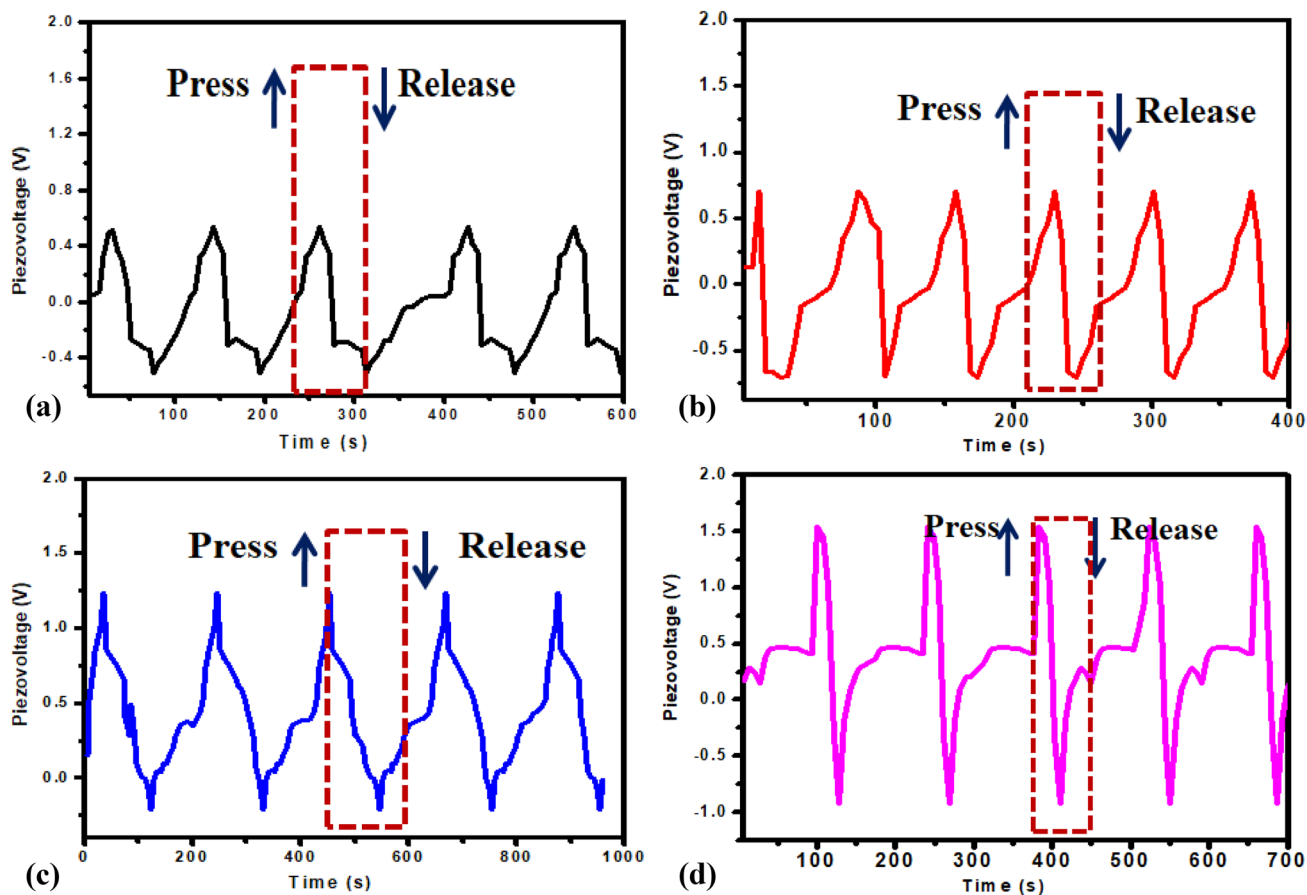 2.0
1.6
1.2
0.8
0.4
0.0
-0.4
Piezovoltage (V)
Press
Release
100 200 300 400 500 600
Time (s)
(a)
2.0
1.5
1.0
0.5
0.0
-0.5
Piezovoltage (V)
Press
Release
100 200 300 400
Time (s)
(b)
2.0
1.5
1.0
0.5
0.0
Piezovoltage (V)
Press
Release
0 200 400 600 800 1000
Time (s)
(c)
2.0
1.5
1.0
0.5
0.0
-0.5
-1.0
Piezovoltage (V)
Press
Release
100 200 300 400 500 600 700
Time (s)
(d)